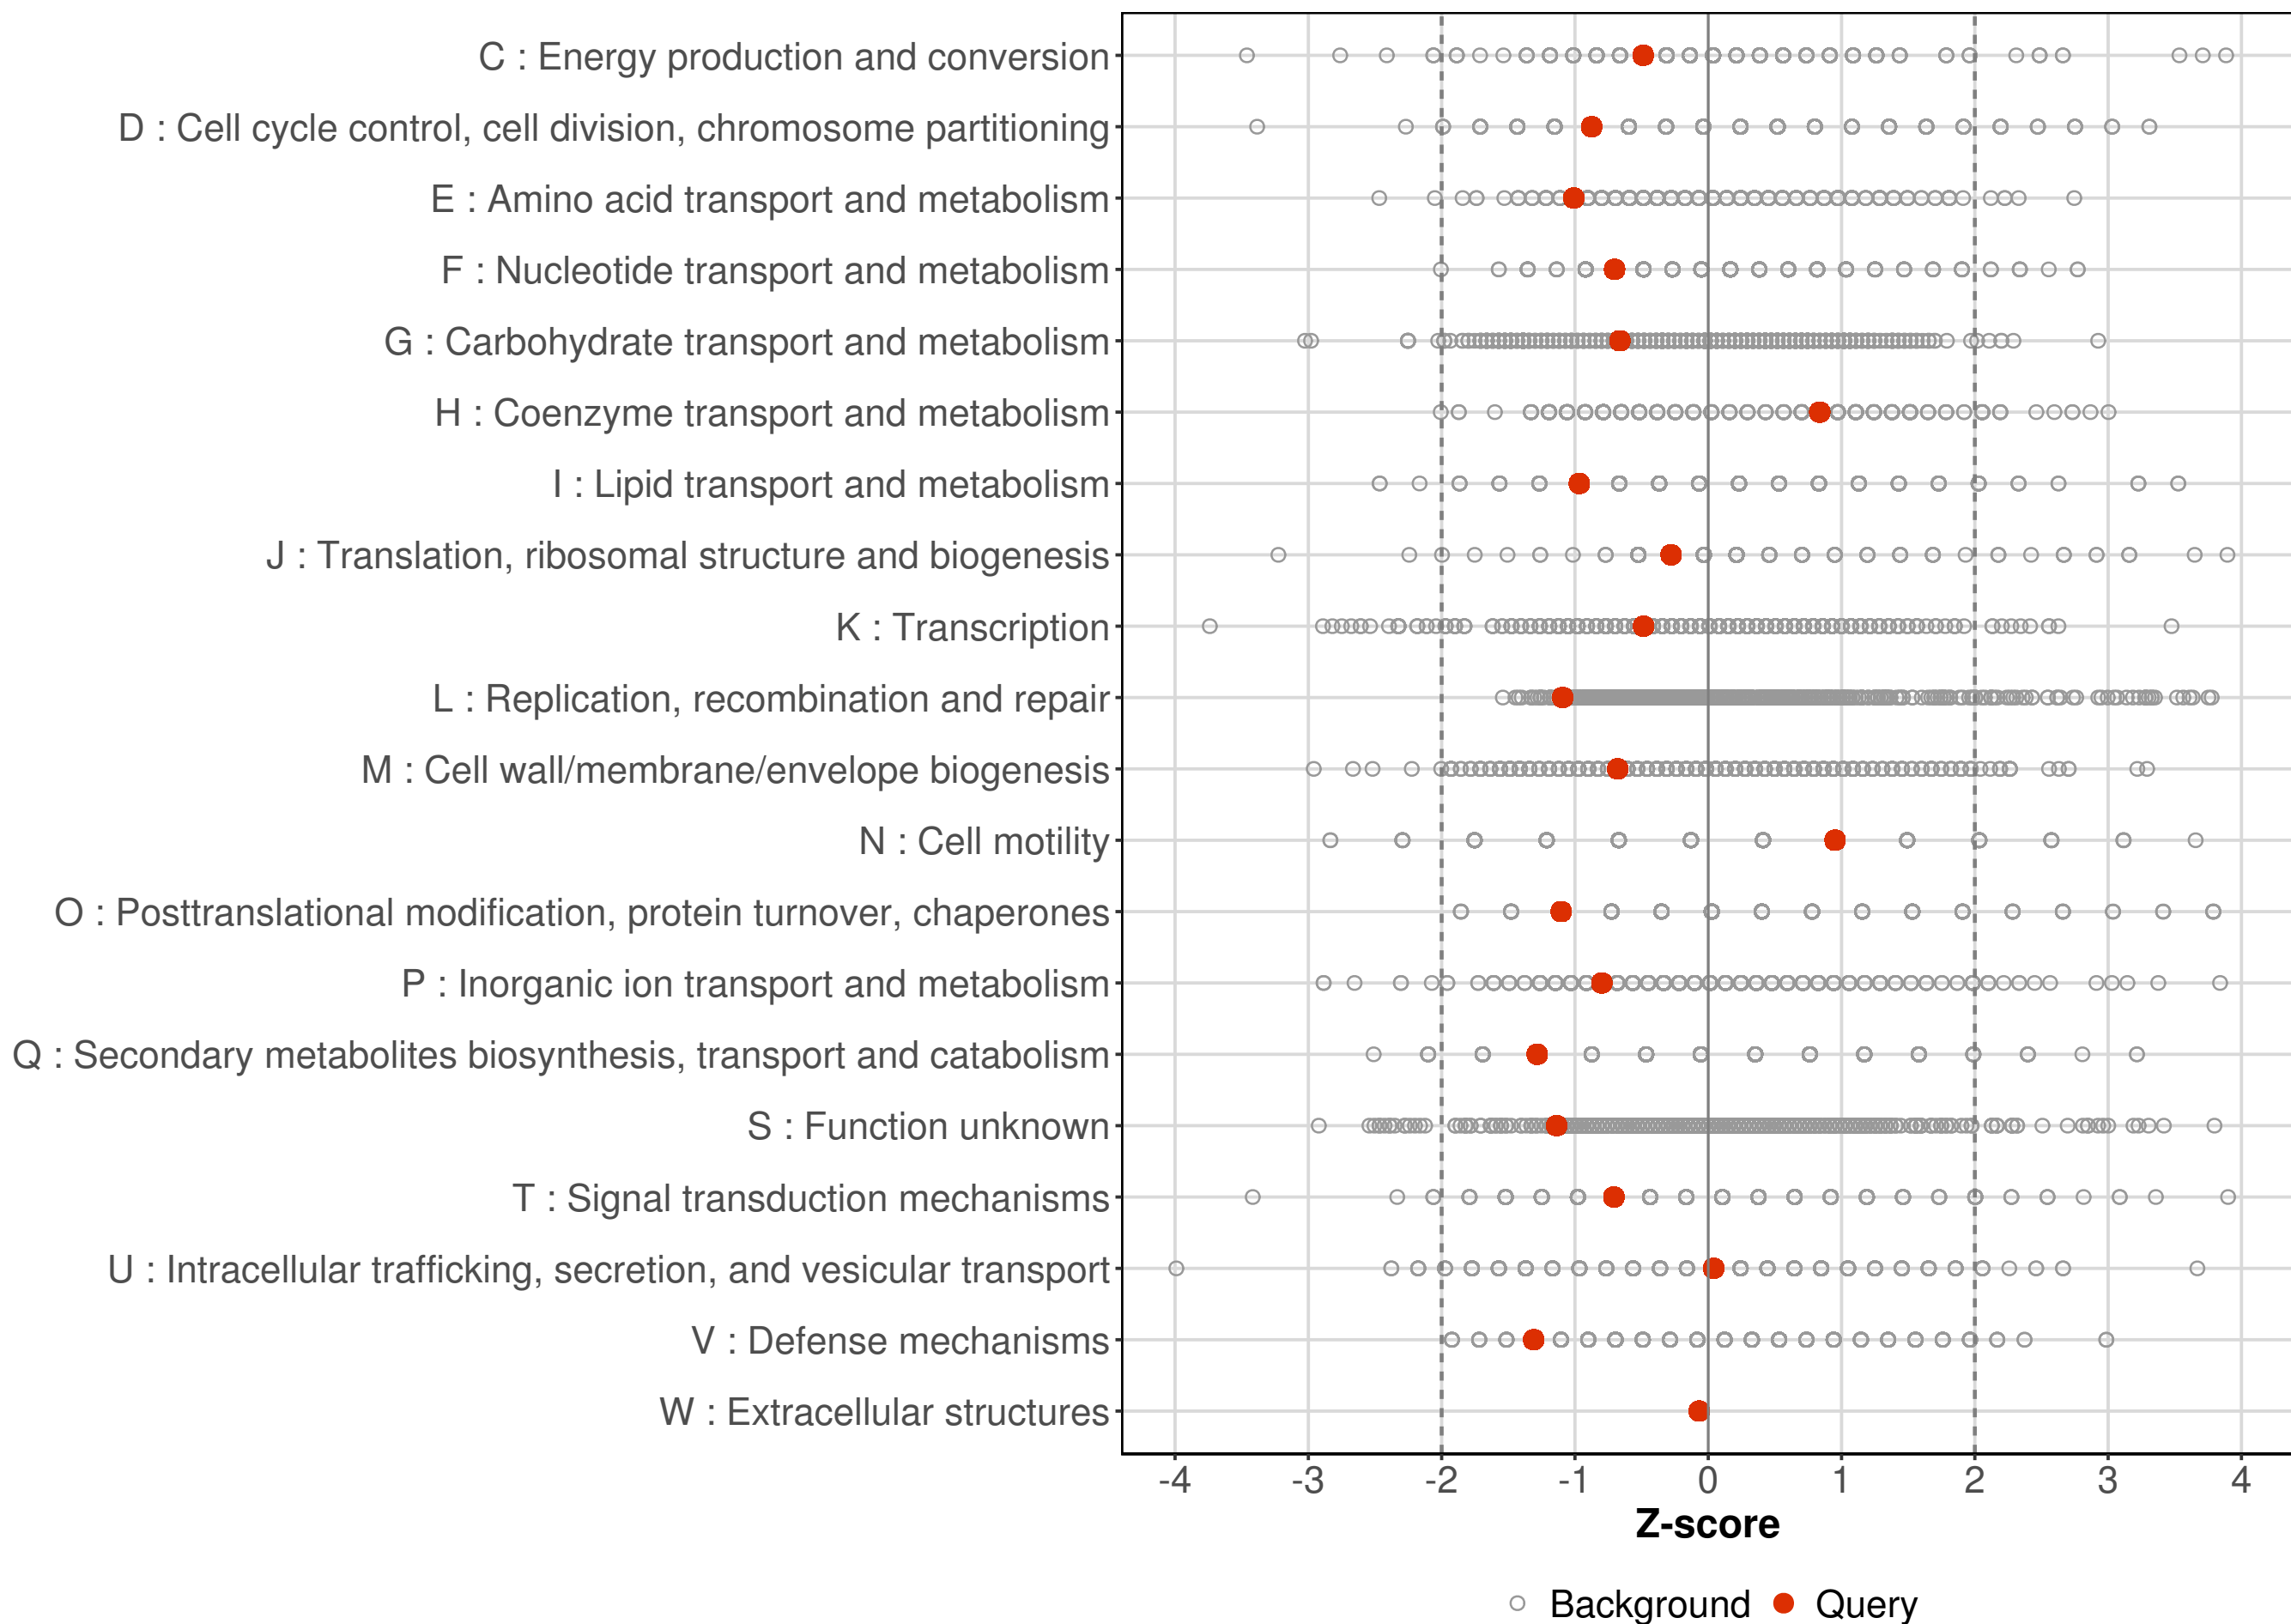 C : Energy production and conversion
D : Cell cycle control, cell division, chromosome partitioning
E : Amino acid transport and metabolism
F : Nucleotide transport and metabolism
G : Carbohydrate transport and metabolism
H : Coenzyme transport and metabolism
I : Lipid transport and metabolism
J : Translation, ribosomal structure and biogenesis
K : Transcription
L : Replication, recombination and repair
M : Cell wall/membrane/envelope biogenesis
N : Cell motility
O : Posttranslational modification, protein turnover, chaperones
P : Inorganic ion transport and metabolism
Q : Secondary metabolites biosynthesis, transport and catabolism
S : Function unknown
T : Signal transduction mechanisms
U : Intracellular trafficking, secretion, and vesicular transport
V : Defense mechanisms
W : Extracellular structures
-4 -3 -2 -1 0 1 2 3 4
Z-score
Background Query